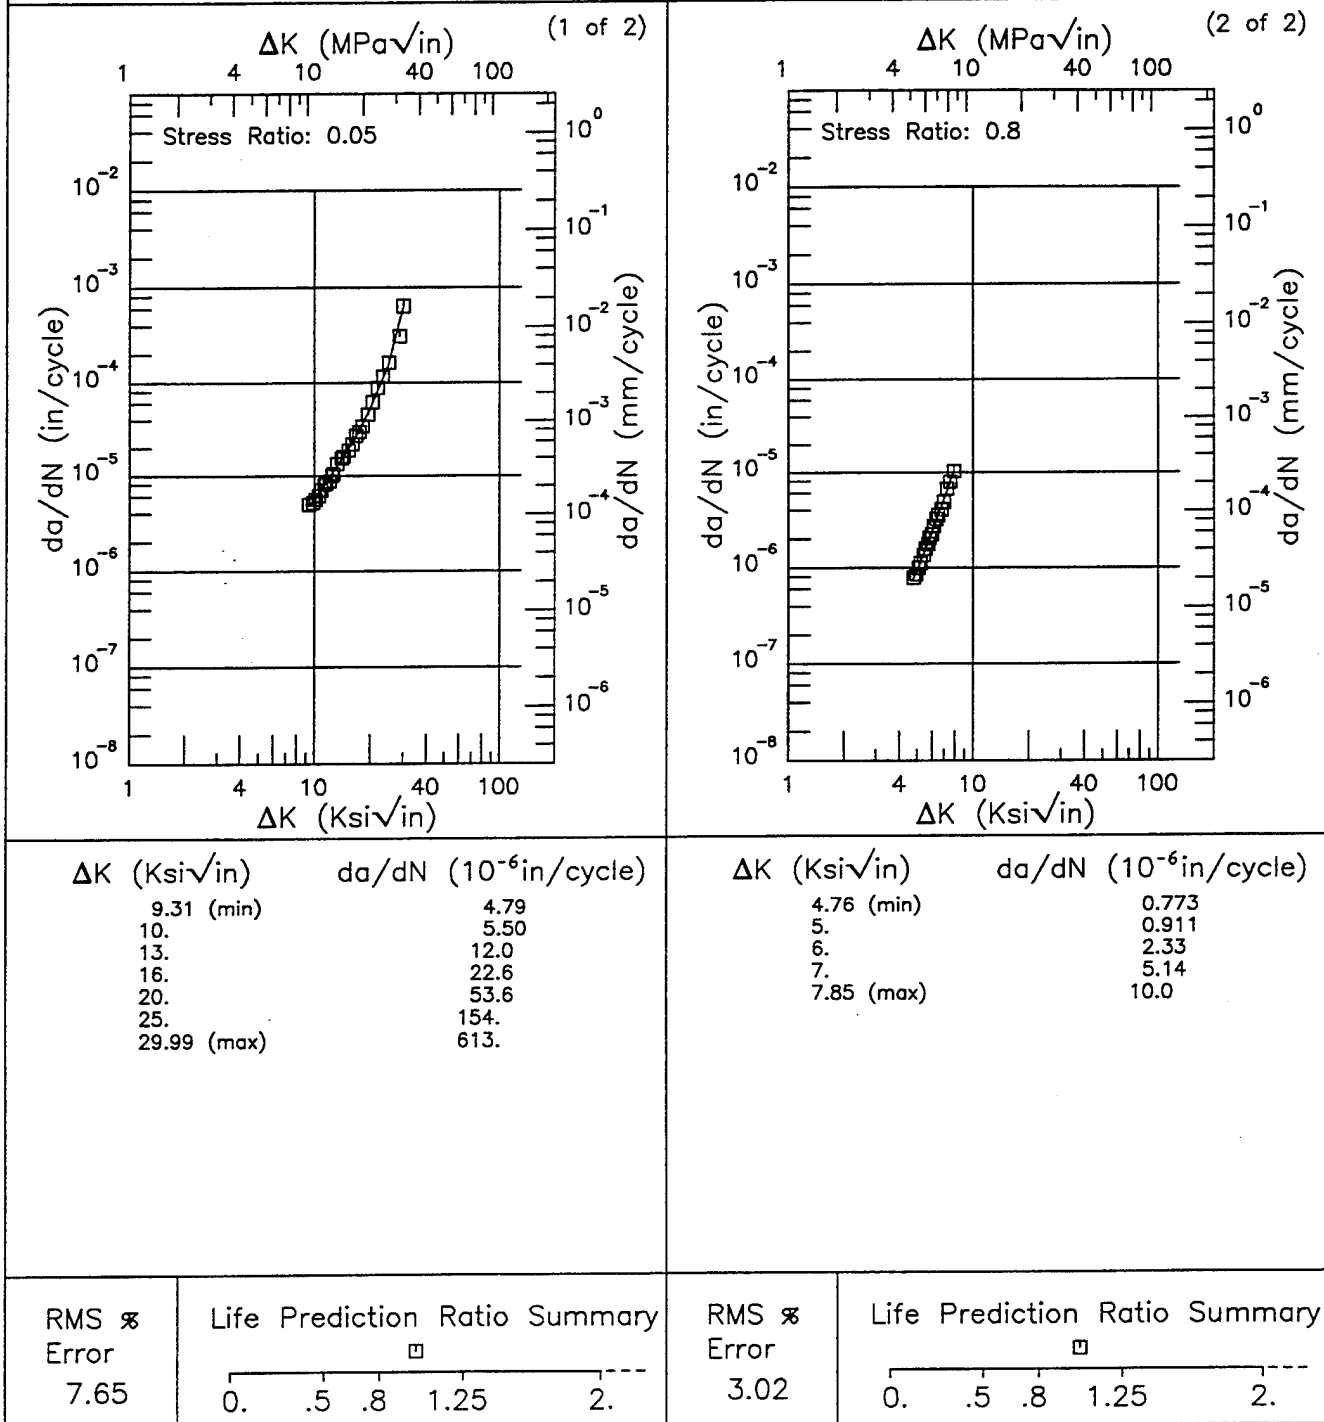 (1 of 2)
ΔK (MPa√in)
1 4 10 40 100
Stress Ratio: 0.05
10⁰
10⁻²
10⁻¹
10⁻³
10⁻²
10⁻⁴
10⁻³
10⁻⁵
10⁻⁴
10⁻⁶
10⁻⁵
10⁻⁷
10⁻⁶
10⁻⁸
da/dN (in/cycle)
da/dN (mm/cycle)
1 4 10 40 100
ΔK (Ksi√in)
ΔK (Ksi√in) da/dN (10⁻⁶in/cycle)
9.31 (min) 4.79
10. 5.50
13. 12.0
16. 22.6
20. 53.6
25. 154.
29.99 (max) 613.
RMS % Error
7.65
Life Prediction Ratio Summary
0. .5 .8 1.25 2.
(2 of 2)
ΔK (MPa√in)
1 4 10 40 100
Stress Ratio: 0.8
10⁰
10⁻²
10⁻¹
10⁻³
10⁻²
10⁻⁴
10⁻³
10⁻⁵
10⁻⁴
10⁻⁶
10⁻⁵
10⁻⁷
10⁻⁶
10⁻⁸
da/dN (in/cycle)
da/dN (mm/cycle)
1 4 10 40 100
ΔK (Ksi√in)
ΔK (Ksi√in) da/dN (10⁻⁶in/cycle)
4.76 (min) 0.773
5. 0.911
6. 2.33
7. 5.14
7.85 (max) 10.0
RMS % Error
3.02
Life Prediction Ratio Summary
0. .5 .8 1.25 2.